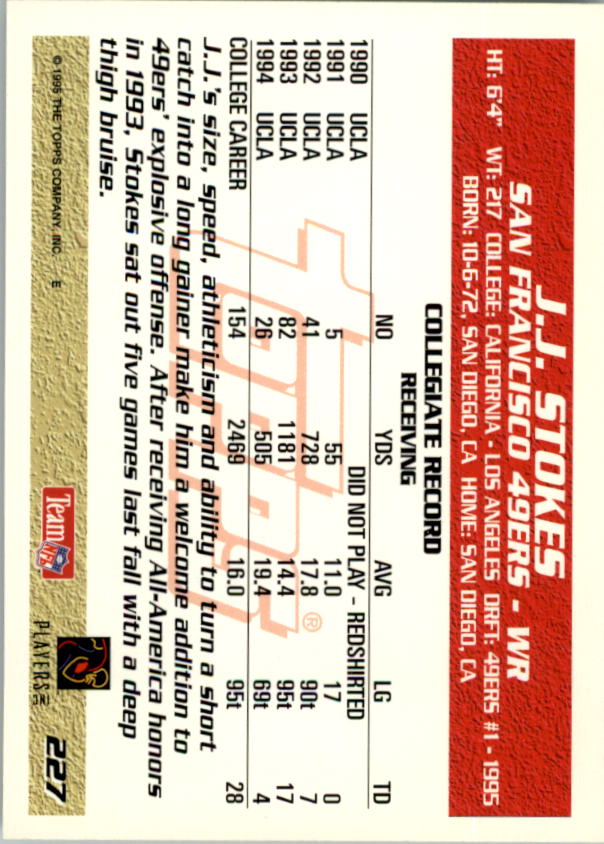 J.J. STOKES
SAN FRANCISCO 49ERS - WR
HT: 6'4" WT: 217 COLLEGE: CALIFORNIA - LOS ANGELES DRFT: 49ERS #1 - 1995
BORN: 10-6-72, SAN DIEGO, CA HOME: SAN DIEGO, CA
COLLEGIATE RECORD
RECEIVING
NO YDS AVG LG TD
1990 UCLA DID NOT PLAY - REDSHIRTED
1991 UCLA 5 55 11.0 17 0
1992 UCLA 41 728 17.8 90t 7
1993 UCLA 82 1181 14.4 95t 17
1994 UCLA 26 505 19.4 69t 4
COLLEGE CAREER 154 2469 16.0 95t 28
Topps®
J.J.'s size, speed, athleticism and ability to turn a short
catch into a long gainer make him a welcome addition to
49ers' explosive offense. After receiving All-America honors
in 1993, Stokes sat out five games last fall with a deep
thigh bruise.
© 1995 THE TOPPS COMPANY, INC. E
Team NFL
PLAYERS INC
227